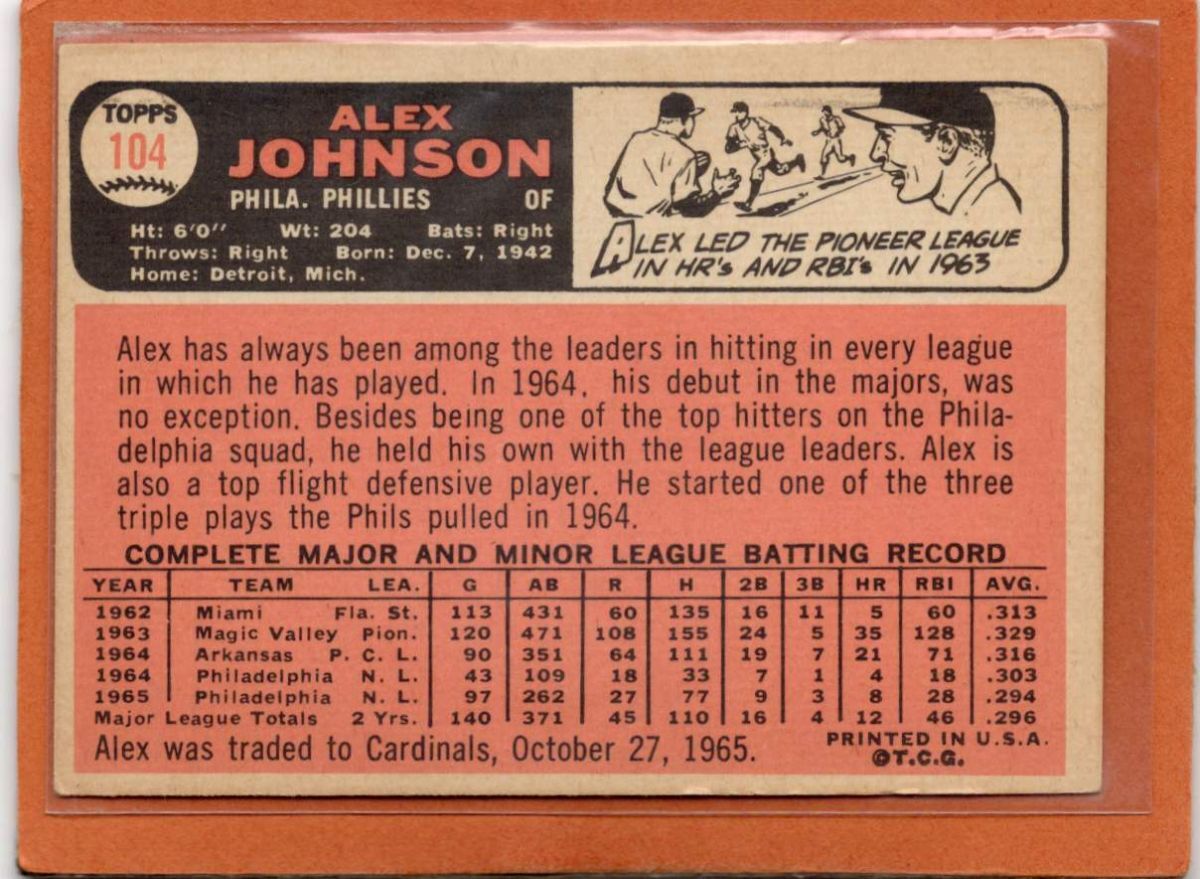 TOPPS
104
ALEX
JOHNSON
PHILA. PHILLIES OF
Ht: 6'0" Wt: 204 Bats: Right
Throws: Right Born: Dec. 7, 1942
Home: Detroit, Mich.
ALEX LED THE PIONEER LEAGUE
IN HR's AND RBI's IN 1963
Alex has always been among the leaders in hitting in every league
in which he has played. In 1964, his debut in the majors, was
no exception. Besides being one of the top hitters on the Phila-
delphia squad, he held his own with the league leaders. Alex is
also a top flight defensive player. He started one of the three
triple plays the Phils pulled in 1964.
COMPLETE MAJOR AND MINOR LEAGUE BATTING RECORD
YEAR TEAM LEA. G AB R H 2B 3B HR RBI AVG.
1962 Miami Fla. St. 113 431 60 135 16 11 5 60 .313
1963 Magic Valley Pion. 120 471 108 155 24 5 35 128 .329
1964 Arkansas P. C. L. 90 351 64 111 19 7 21 71 .316
1964 Philadelphia N. L. 43 109 18 33 7 1 4 18 .303
1965 Philadelphia N. L. 97 262 27 77 9 3 8 28 .294
Major League Totals 2 Yrs. 140 371 45 110 16 4 12 46 .296
Alex was traded to Cardinals, October 27, 1965.
PRINTED IN U.S.A.
©T.C.G.